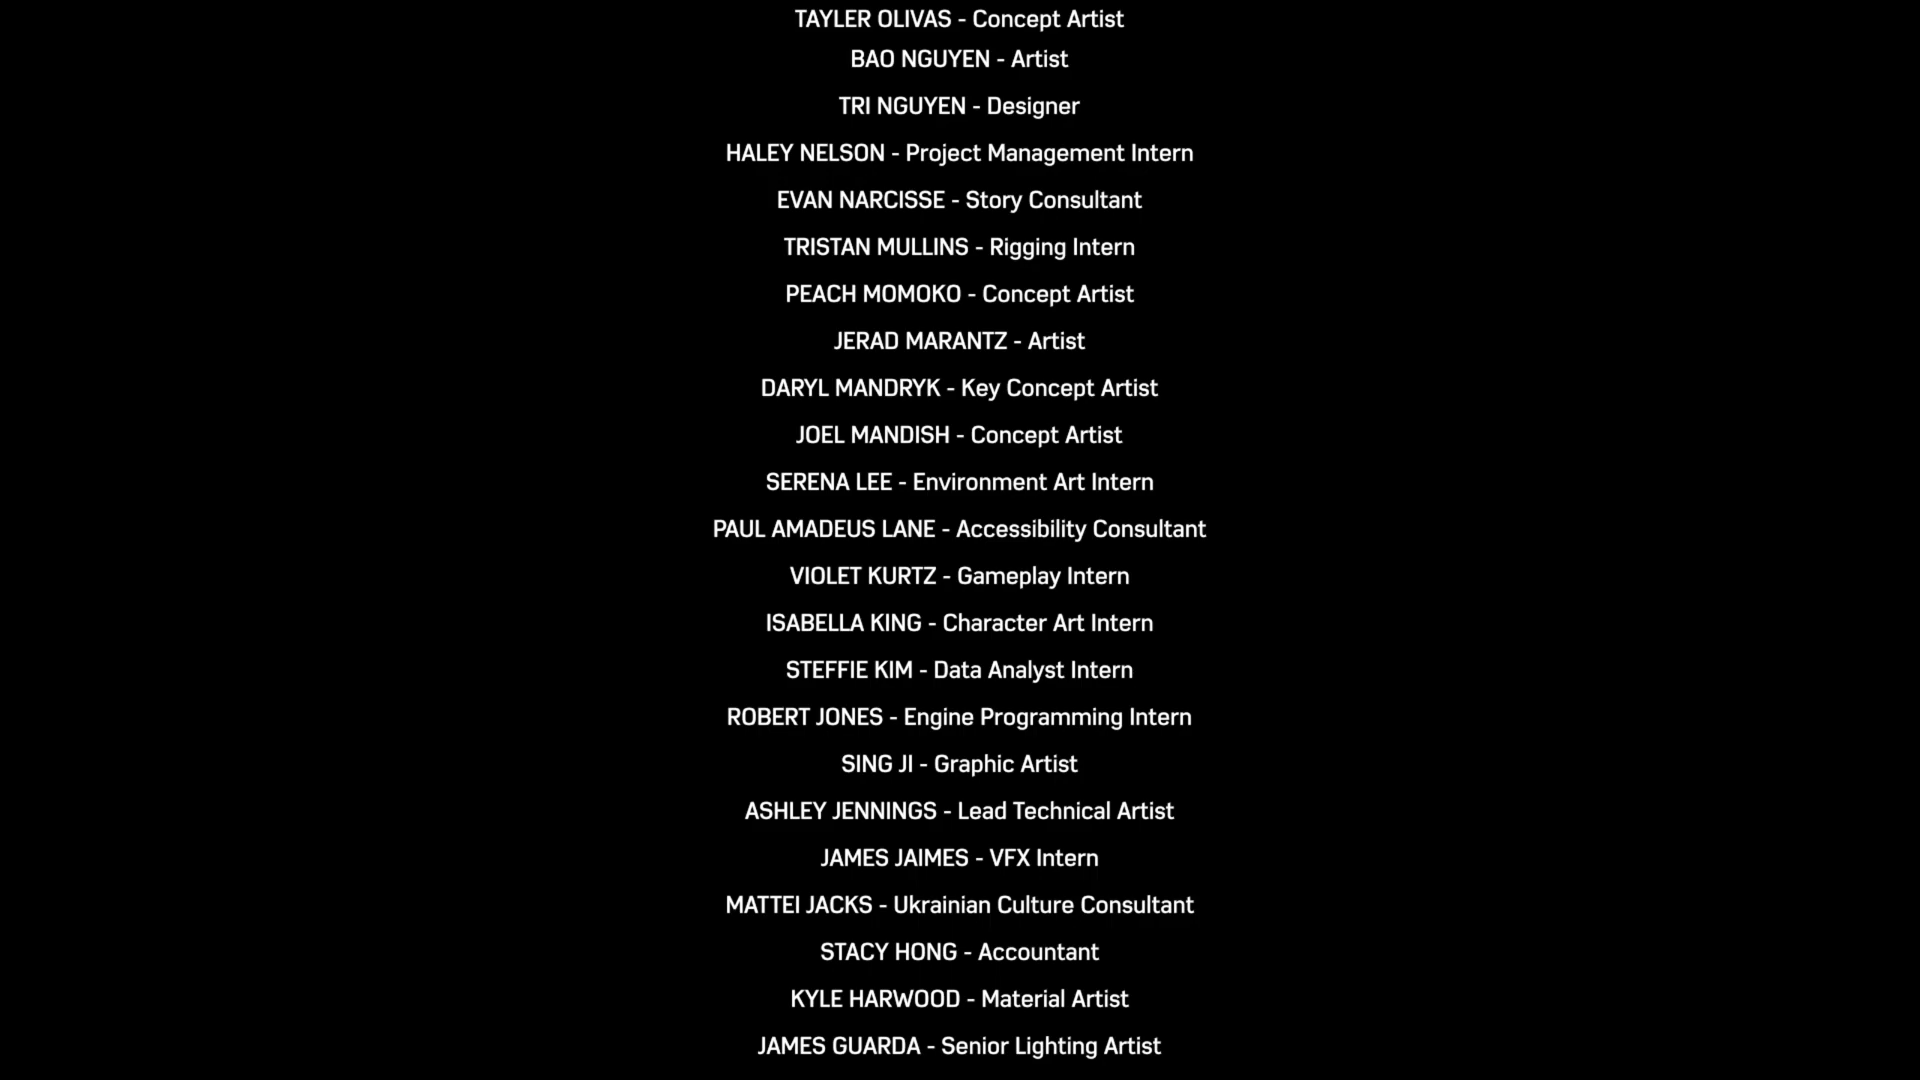 TAYLER OLIVAS - Concept Artist
BAO NGUYEN - Artist
TRI NGUYEN - Designer
HALEY NELSON - Project Management Intern
EVAN NARCISSE - Story Consultant
TRISTAN MULLINS - Rigging Intern
PEACH MOMOKO - Concept Artist
JERAD MARANTZ - Artist
DARYL MANDRYK - Key Concept Artist
JOEL MANDISH - Concept Artist
SERENA LEE - Environment Art Intern
PAUL AMADEUS LANE - Accessibility Consultant
VIOLET KURTZ - Gameplay Intern
ISABELLA KING - Character Art Intern
STEFFIE KIM - Data Analyst Intern
ROBERT JONES - Engine Programming Intern
SING JI - Graphic Artist
ASHLEY JENNINGS - Lead Technical Artist
JAMES JAIMES - VFX Intern
MATTEI JACKS - Ukrainian Culture Consultant
STACY HONG - Accountant
KYLE HARWOOD - Material Artist
JAMES GUARDA - Senior Lighting Artist